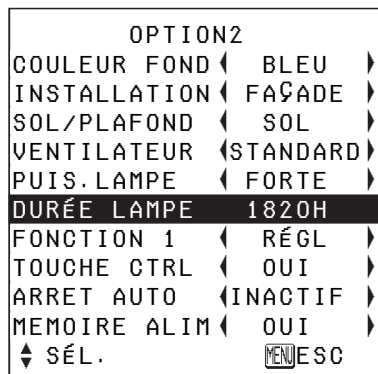 OPTION2
COULEUR FOND BLEU
INSTALLATION FAÇADE
SOL/PLAFOND SOL
VENTILATEUR STANDARD
PUIS.LAMPE FORTE
DURÉE LAMPE 1820H
FONCTION 1 RÉGL
TOUCHE CTRL OUI
ARRET AUTO INACTIF
MEMOIRE ALIM OUI
SÉL. MENU ESC